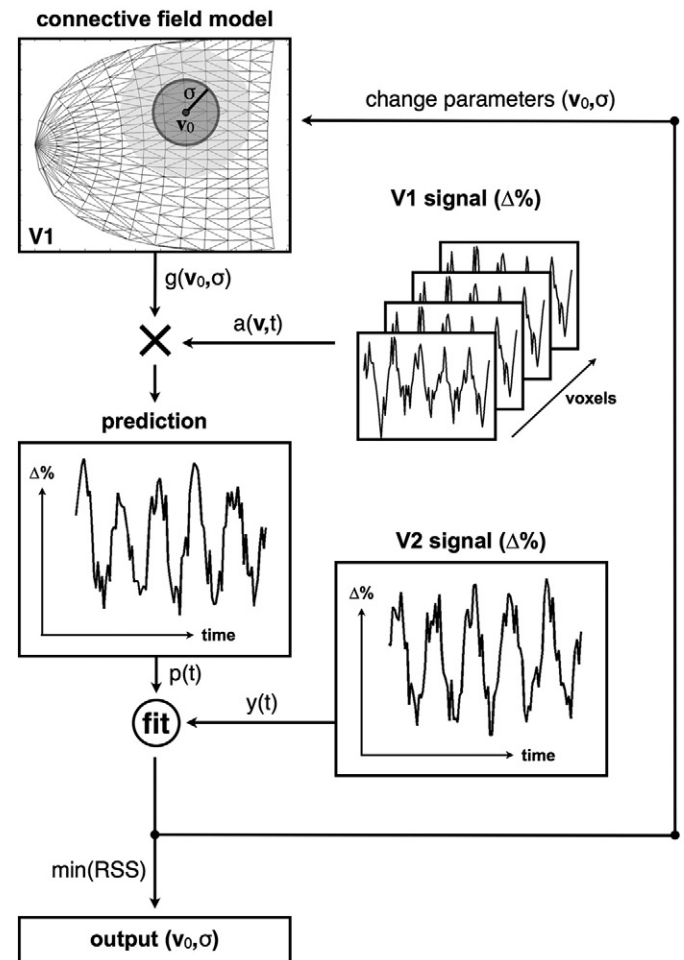 connective field model
σ
v₀
V1
change parameters (v₀,σ)
V1 signal (Δ%)
g(v₀,σ)
a(v,t)
voxels
prediction
Δ%
time
V2 signal (Δ%)
Δ%
time
p(t)
fit
y(t)
min(RSS)
output (v₀,σ)